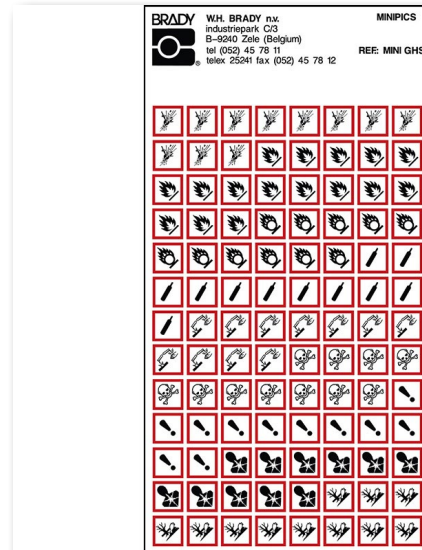 BRADY
W.H. BRADY n.v.
industriepark C/3
B-9240 Zele (Belgium)
tel (052) 45 78 11
telex 25241 fax (052) 45 78 12
MINIPICS
REF: MINI GHS